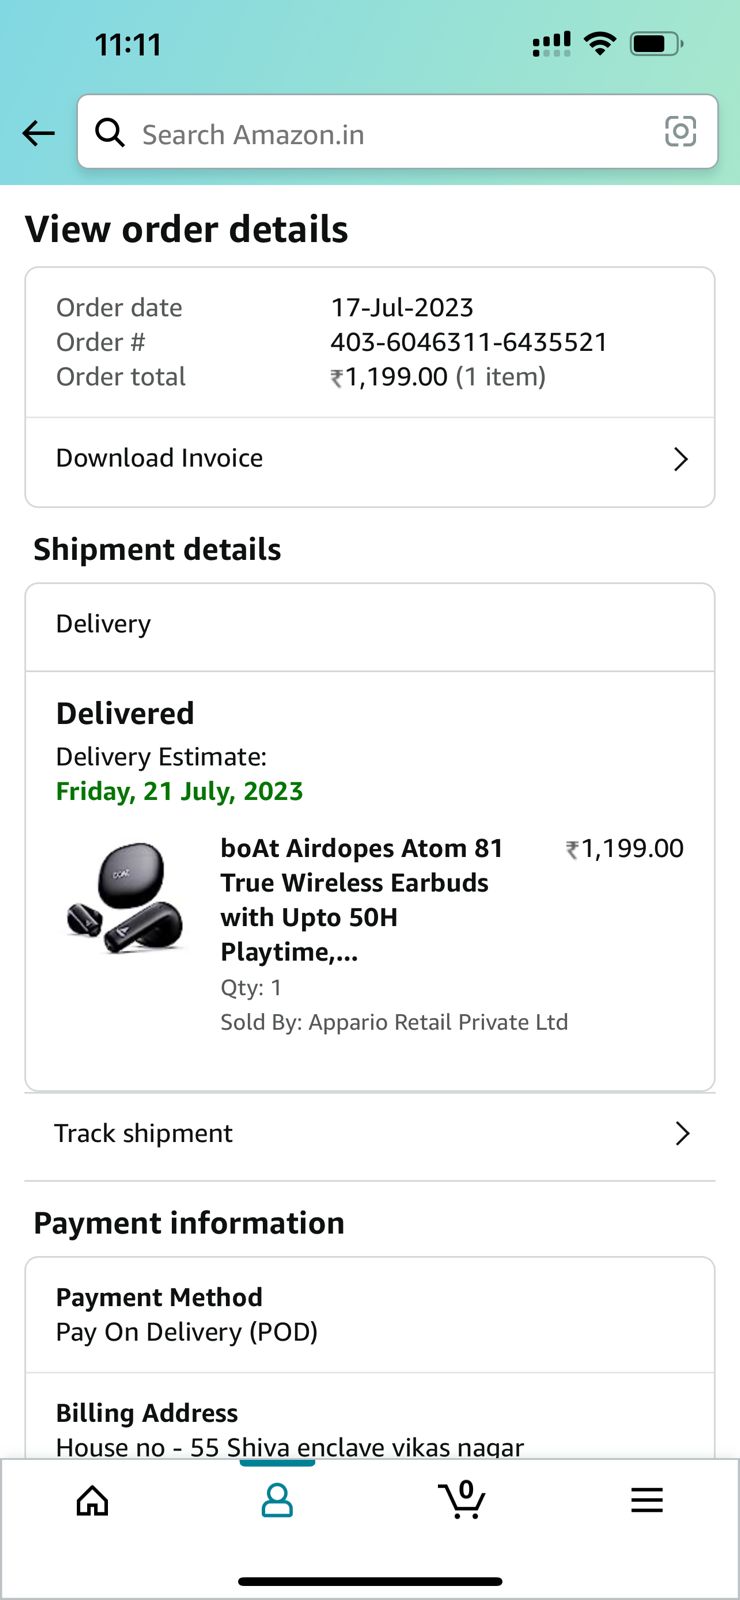 11:11
Search Amazon.in
View order details
Order date 17-Jul-2023
Order # 403-6046311-6435521
Order total ₹1,199.00 (1 item)
Download Invoice
Shipment details
Delivery
Delivered
Delivery Estimate:
Friday, 21 July, 2023
boAt Airdopes Atom 81 ₹1,199.00
True Wireless Earbuds
with Upto 50H
Playtime,...
Qty: 1
Sold By: Appario Retail Private Ltd
Track shipment
Payment information
Payment Method
Pay On Delivery (POD)
Billing Address
House no - 55 Shiva enclave vikas nagar
0